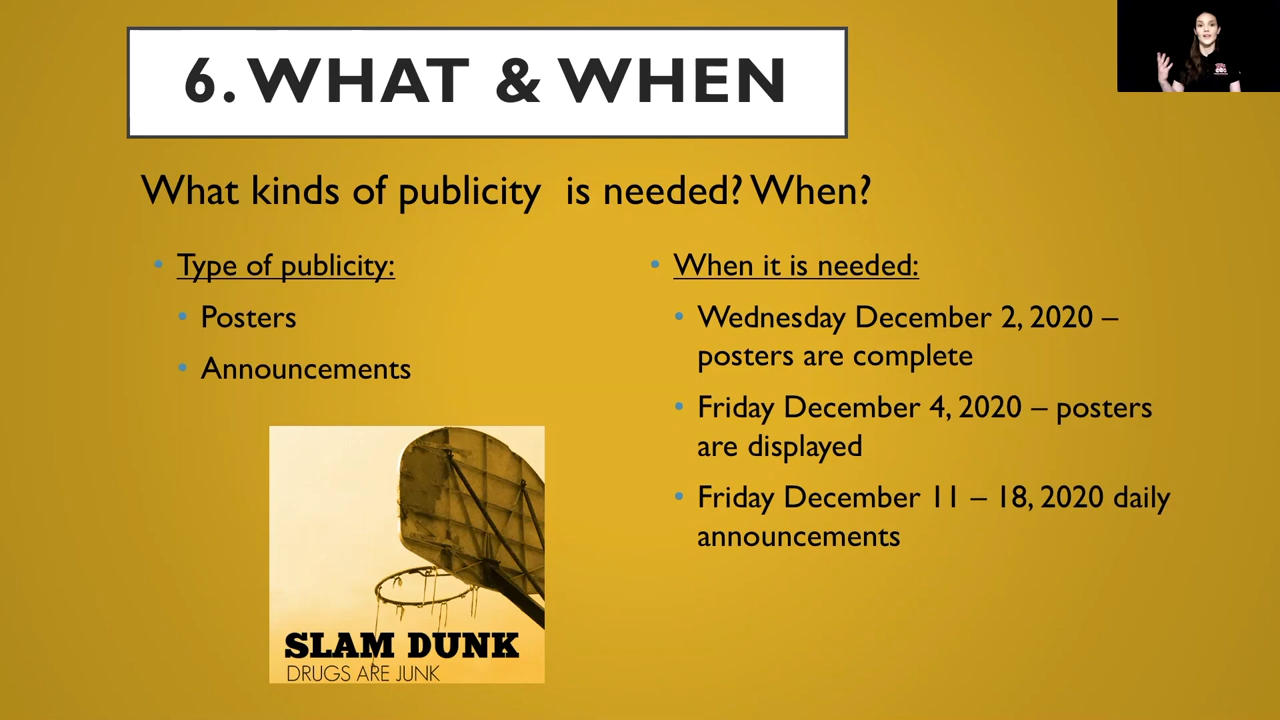 6. WHAT & WHEN
What kinds of publicity is needed? When?
Type of publicity:
Posters
Announcements
When it is needed:
Wednesday December 2, 2020 –
posters are complete
Friday December 4, 2020 – posters
are displayed
Friday December 11 – 18, 2020 daily
announcements
SLAM DUNK
DRUGS ARE JUNK